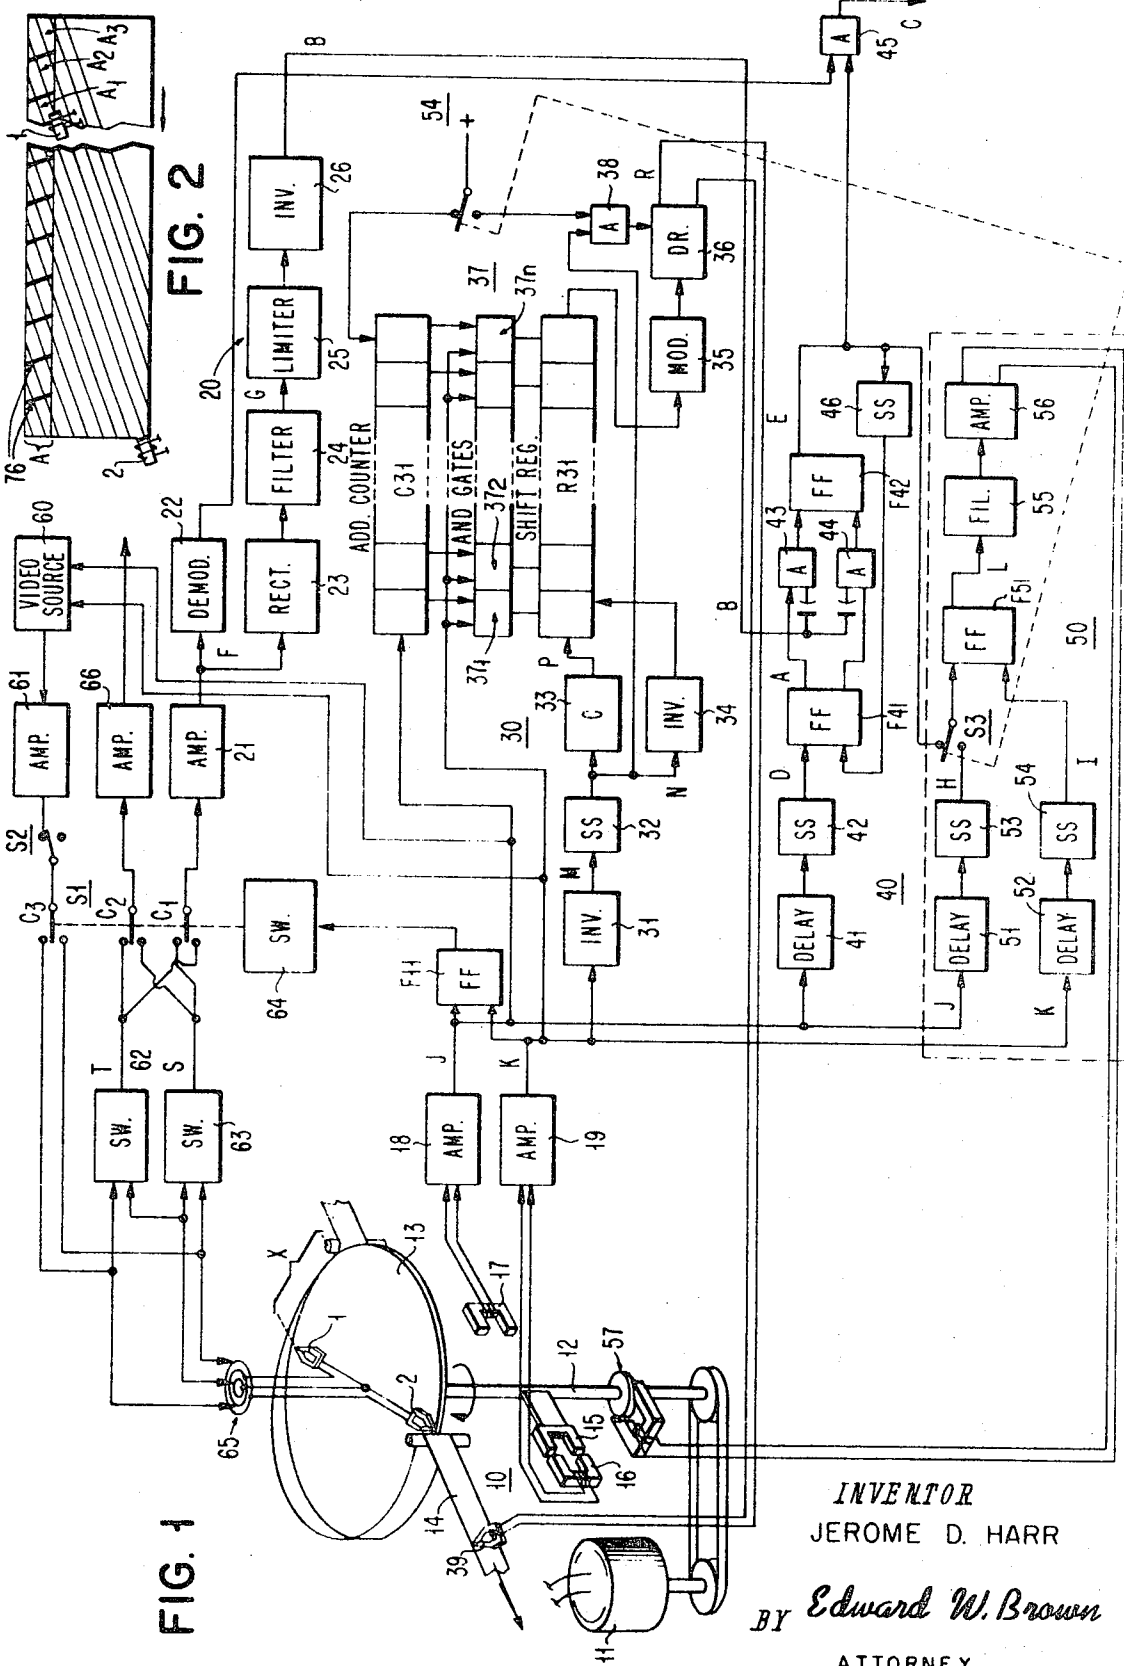 FIG. 1
FIG. 2
76
A
2
1
A1
A2
A3
VIDEO SOURCE
60
AMP.
61
AMP.
66
AMP.
21
S2
S1
C3
C2
C1
DEMOD.
22
F
RECT.
23
FILTER
24
G
LIMITER
25
20
INV.
26
B
54
+
A
45
C
SW.
64
T
62
SW.
S
SW.
63
65
ADD COUNTER
C31
AND GATES
371
372
37n
37
SHIFT REG.
R31
P
C
33
30
INV.
34
N
SS
32
M
INV.
31
MOD.
35
DR.
36
R
A
38
FF
F11
J
K
AMP.
18
AMP.
19
X
1
2
13
14
39
10
11
12
15
16
17
57
DELAY
41
SS
42
D
FF
F41
A
B
A
43
A
44
FF
F42
E
SS
46
40
J
DELAY
51
SS
53
H
S3
FF
F51
L
FIL.
55
AMP.
56
50
K
DELAY
52
SS
54
I
INVENTOR
JEROME D. HARR
BY Edward W. Brown
ATTORNEY